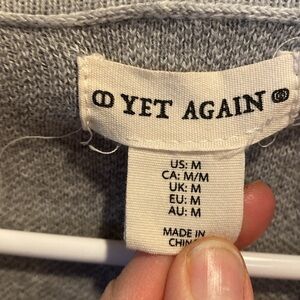 YET AGAIN
US: M
CA: M/M
UK: M
EU: M
AU: M
MADE IN
CHINA